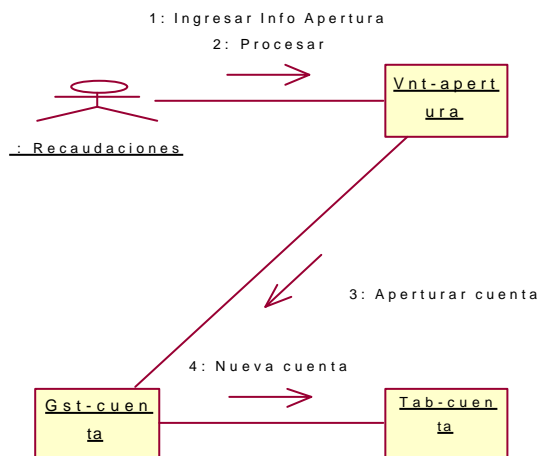 1: Ingresar Info Apertura
2: Procesar
Vnt-apert
ura
: Recaudaciones
3: Aperturar cuenta
4: Nueva cuenta
Gst-cuen
ta
Tab-cuen
ta